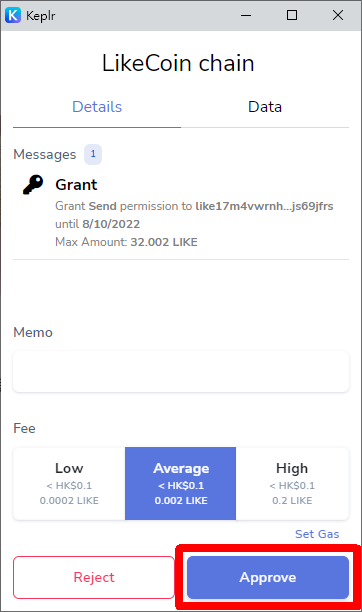 Keplr
LikeCoin chain
Details
Data
Messages 1
Grant
Grant Send permission to like17m4vwrnh...js69jfrs
until 8/10/2022
Max Amount: 32.002 LIKE
Memo
Fee
Low
< HK$0.1
0.0002 LIKE
Average
< HK$0.1
0.002 LIKE
High
< HK$0.1
0.2 LIKE
Set Gas
Reject
Approve